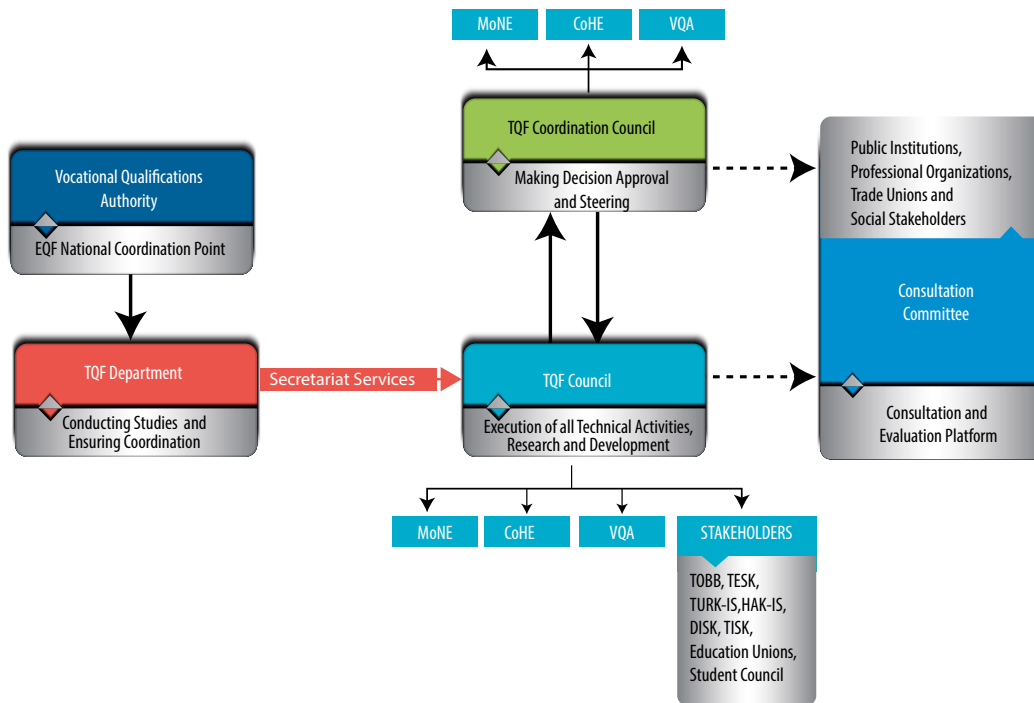 MoNE
CoHE
VQA
TQF Coordination Council
Making Decision Approval
and Steering
Vocational Qualifications
Authority
EQF National Coordination Point
Public Institutions,
Professional Organizations,
Trade Unions and
Social Stakeholders
Consultation
Committee
Consultation and
Evaluation Platform
TQF Department
Conducting Studies and
Ensuring Coordination
Secretariat Services
TQF Council
Execution of all Technical Activities,
Research and Development
MoNE
CoHE
VQA
STAKEHOLDERS
TOBB, TESK,
TURK-IS,HAK-IS,
DISK, TISK,
Education Unions,
Student Council